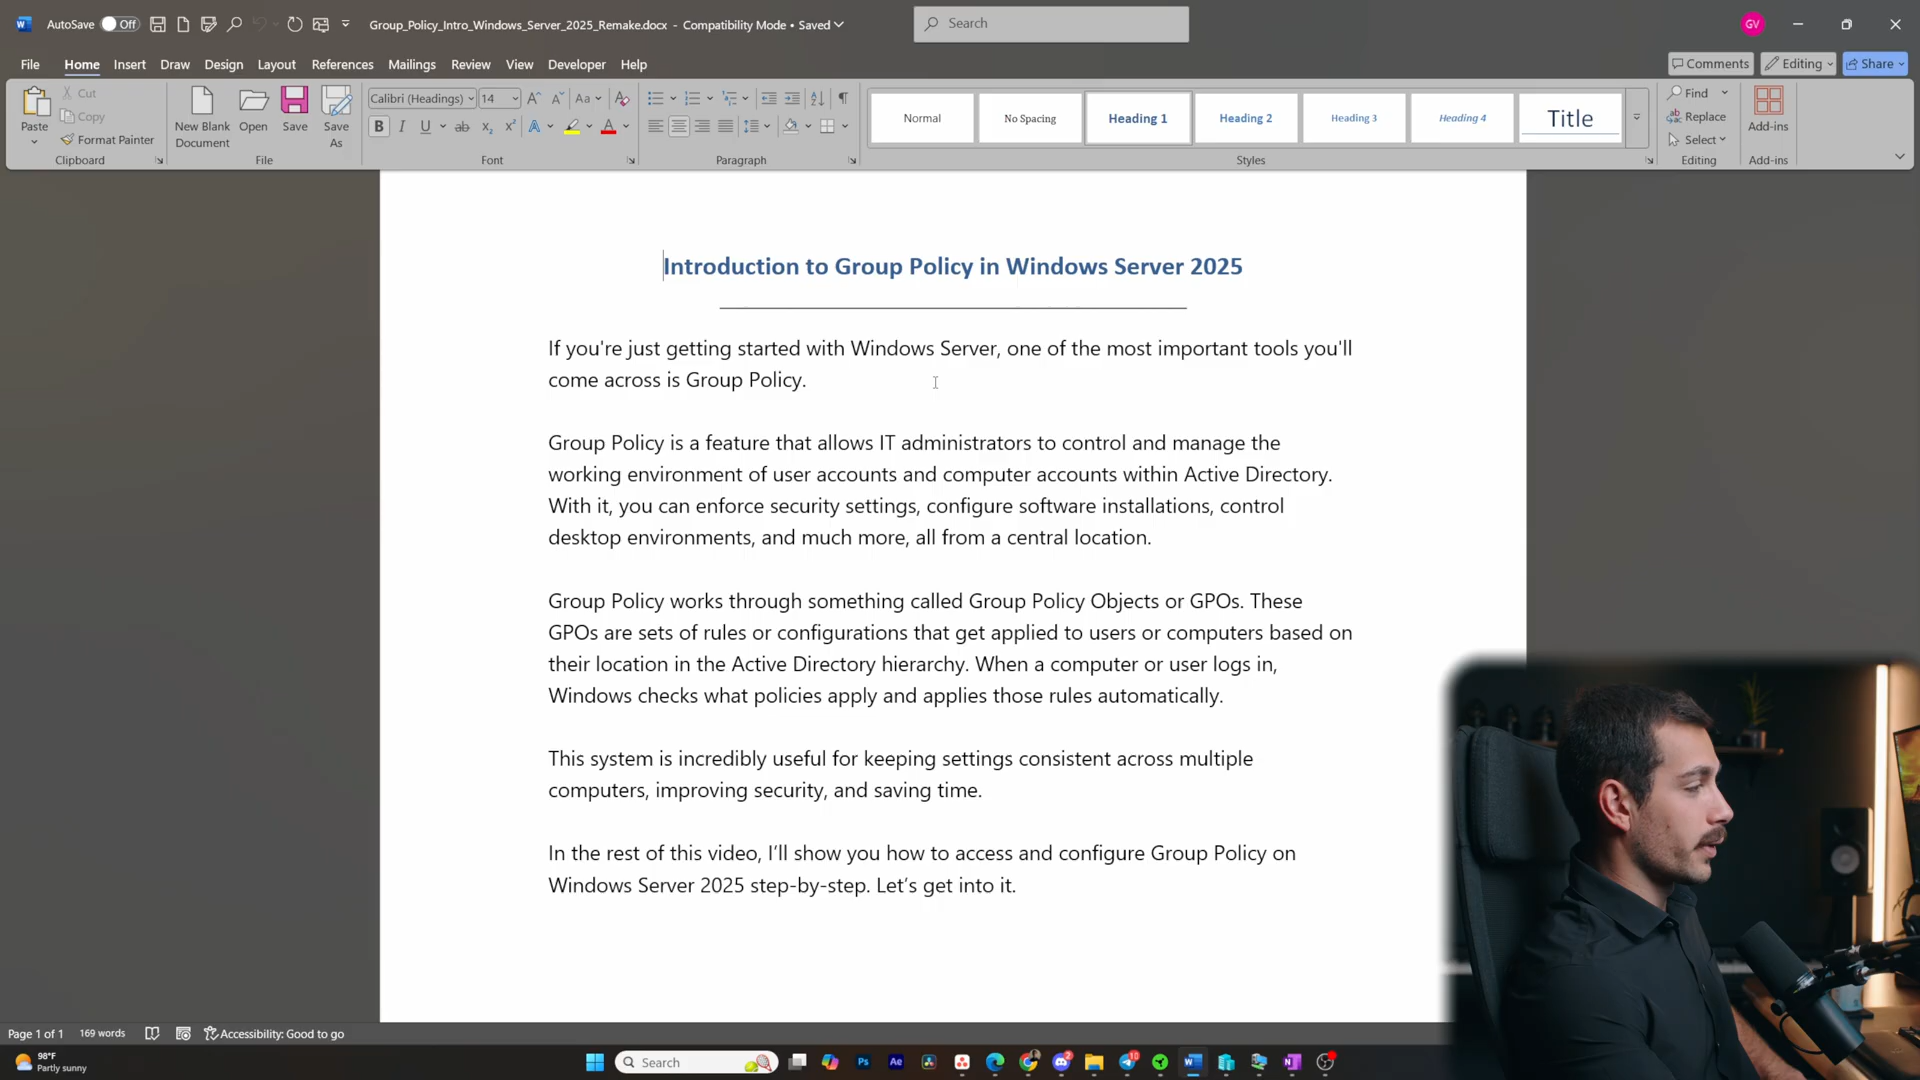 AutoSave Off Group_Policy_Intro_Windows_Server_2025_Remake.docx - Compatibility Mode • Saved Search GV
File Home Insert Draw Design Layout References Mailings Review View Developer Help Comments Editing Share
Paste Cut Copy Format Painter
New Blank Document Open Save Save As
Calibri (Headings) 14 Aa
B I U ab x₂ x² A A
Normal No Spacing Heading 1 Heading 2 Heading 3 Heading 4 Title
Find Replace Select Add-ins
Clipboard File Font Paragraph Styles Editing Add-ins
Introduction to Group Policy in Windows Server 2025
If you're just getting started with Windows Server, one of the most important tools you'll
come across is Group Policy.
Group Policy is a feature that allows IT administrators to control and manage the
working environment of user accounts and computer accounts within Active Directory.
With it, you can enforce security settings, configure software installations, control
desktop environments, and much more, all from a central location.
Group Policy works through something called Group Policy Objects or GPOs. These
GPOs are sets of rules or configurations that get applied to users or computers based on
their location in the Active Directory hierarchy. When a computer or user logs in,
Windows checks what policies apply and applies those rules automatically.
This system is incredibly useful for keeping settings consistent across multiple
computers, improving security, and saving time.
In the rest of this video, I’ll show you how to access and configure Group Policy on
Windows Server 2025 step-by-step. Let’s get into it.
Page 1 of 1 169 words Accessibility: Good to go
98°F
Partly sunny
Search Ps Ae 2 10